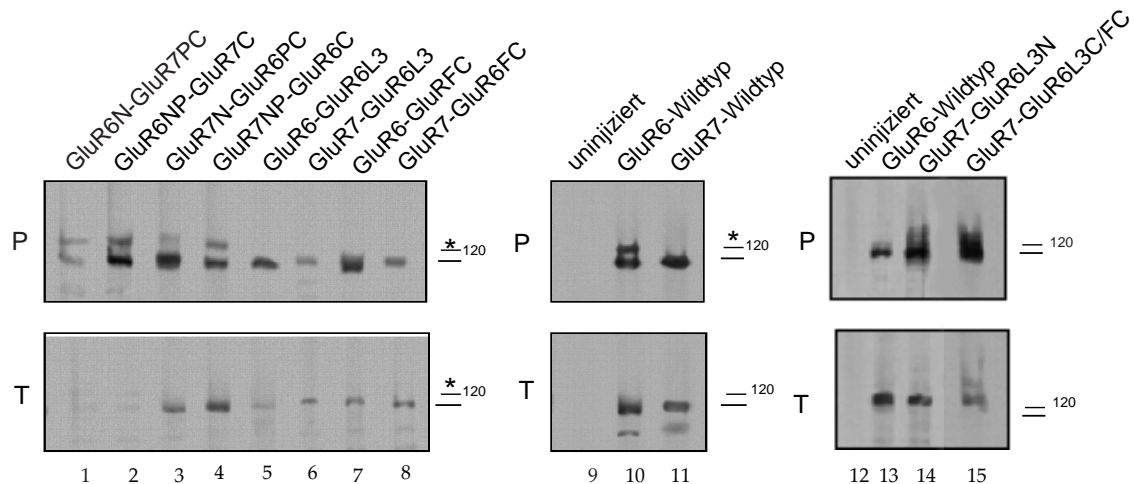 GluR6N-GluR7PC
GluR6NP-GluR7C
GluR7N-GluR6PC
GluR7NP-GluR6C
GluR6-GluR6L3
GluR7-GluR6L3
GluR6-GluRFC
GluR7-GluR6FC
uninjiziert
GluR6-Wildtyp
GluR7-Wildtyp
uninjiziert
GluR6-Wildtyp
GluR7-GluR6L3N
GluR7-GluR6L3C/FC
P
* 120
P
* 120
P
120
T
* 120
T
120
T
120
1 2 3 4 5 6 7 8
9 10 11
12 13 14 15